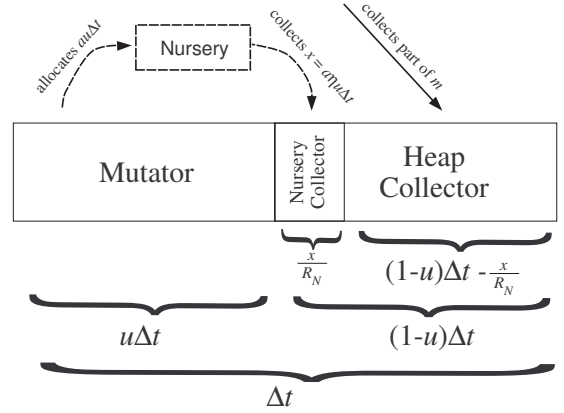 allocates auΔt
Nursery
collects x = aηuΔt
collects part of m
Mutator
Nursery
Collector
Heap
Collector
x
R_N
(1-u)Δt - x/R_N
uΔt
(1-u)Δt
Δt